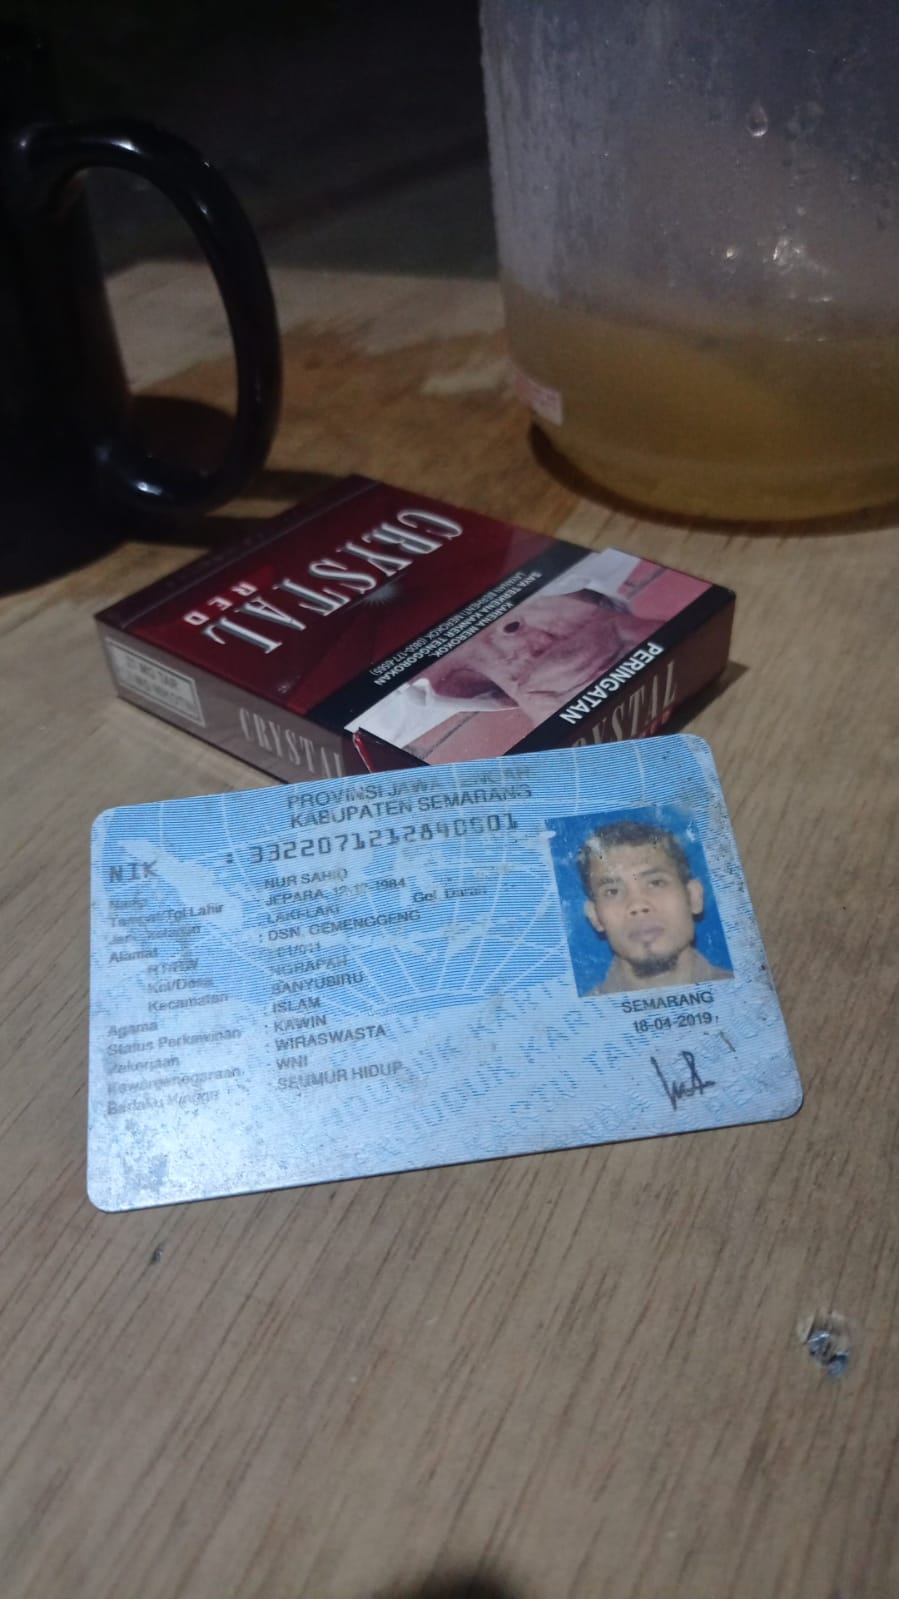 CRYSTAL
RED
PERINGATAN
KARENA MEROKOK,
SAYA TERKENA KANKER TENGGOROKAN
LAYANAN BERHENTI MEROKOK (0800-177-6565)
CRYSTAL
CRYSTAL
PROVINSI JAWA TENGAH
KABUPATEN SEMARANG
NIK : 3322071212840001
Nama : NUR SAHID
Tempat/Tgl Lahir : JEPARA, 12-12-1984
Jenis Kelamin : LAKI-LAKI Gol. Darah
Alamat : DSN. GEMENGGENG
RT/RW
Kel/Desa : NGRAPAH
Kecamatan : BANYUBIRU
Agama : ISLAM
Status Perkawinan : KAWIN
Pekerjaan : WIRASWASTA
Kewarganegaraan : WNI
Berlaku Hingga : SEUMUR HIDUP
SEMARANG
18-04-2019